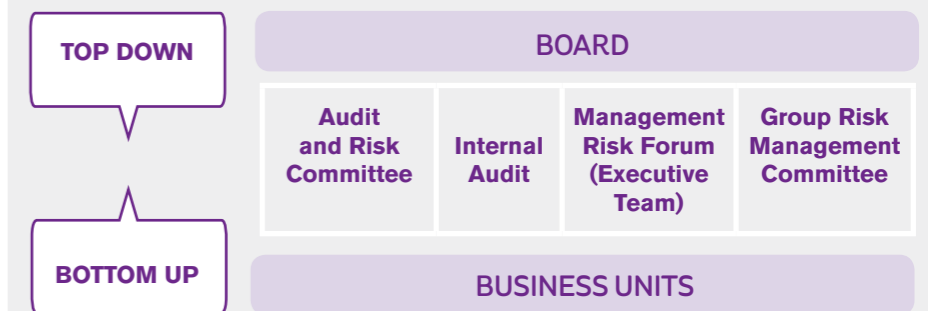 TOP DOWN
BOARD
Audit
and Risk
Committee
Internal
Audit
Management
Risk Forum
(Executive
Team)
Group Risk
Management
Committee
BOTTOM UP
BUSINESS UNITS